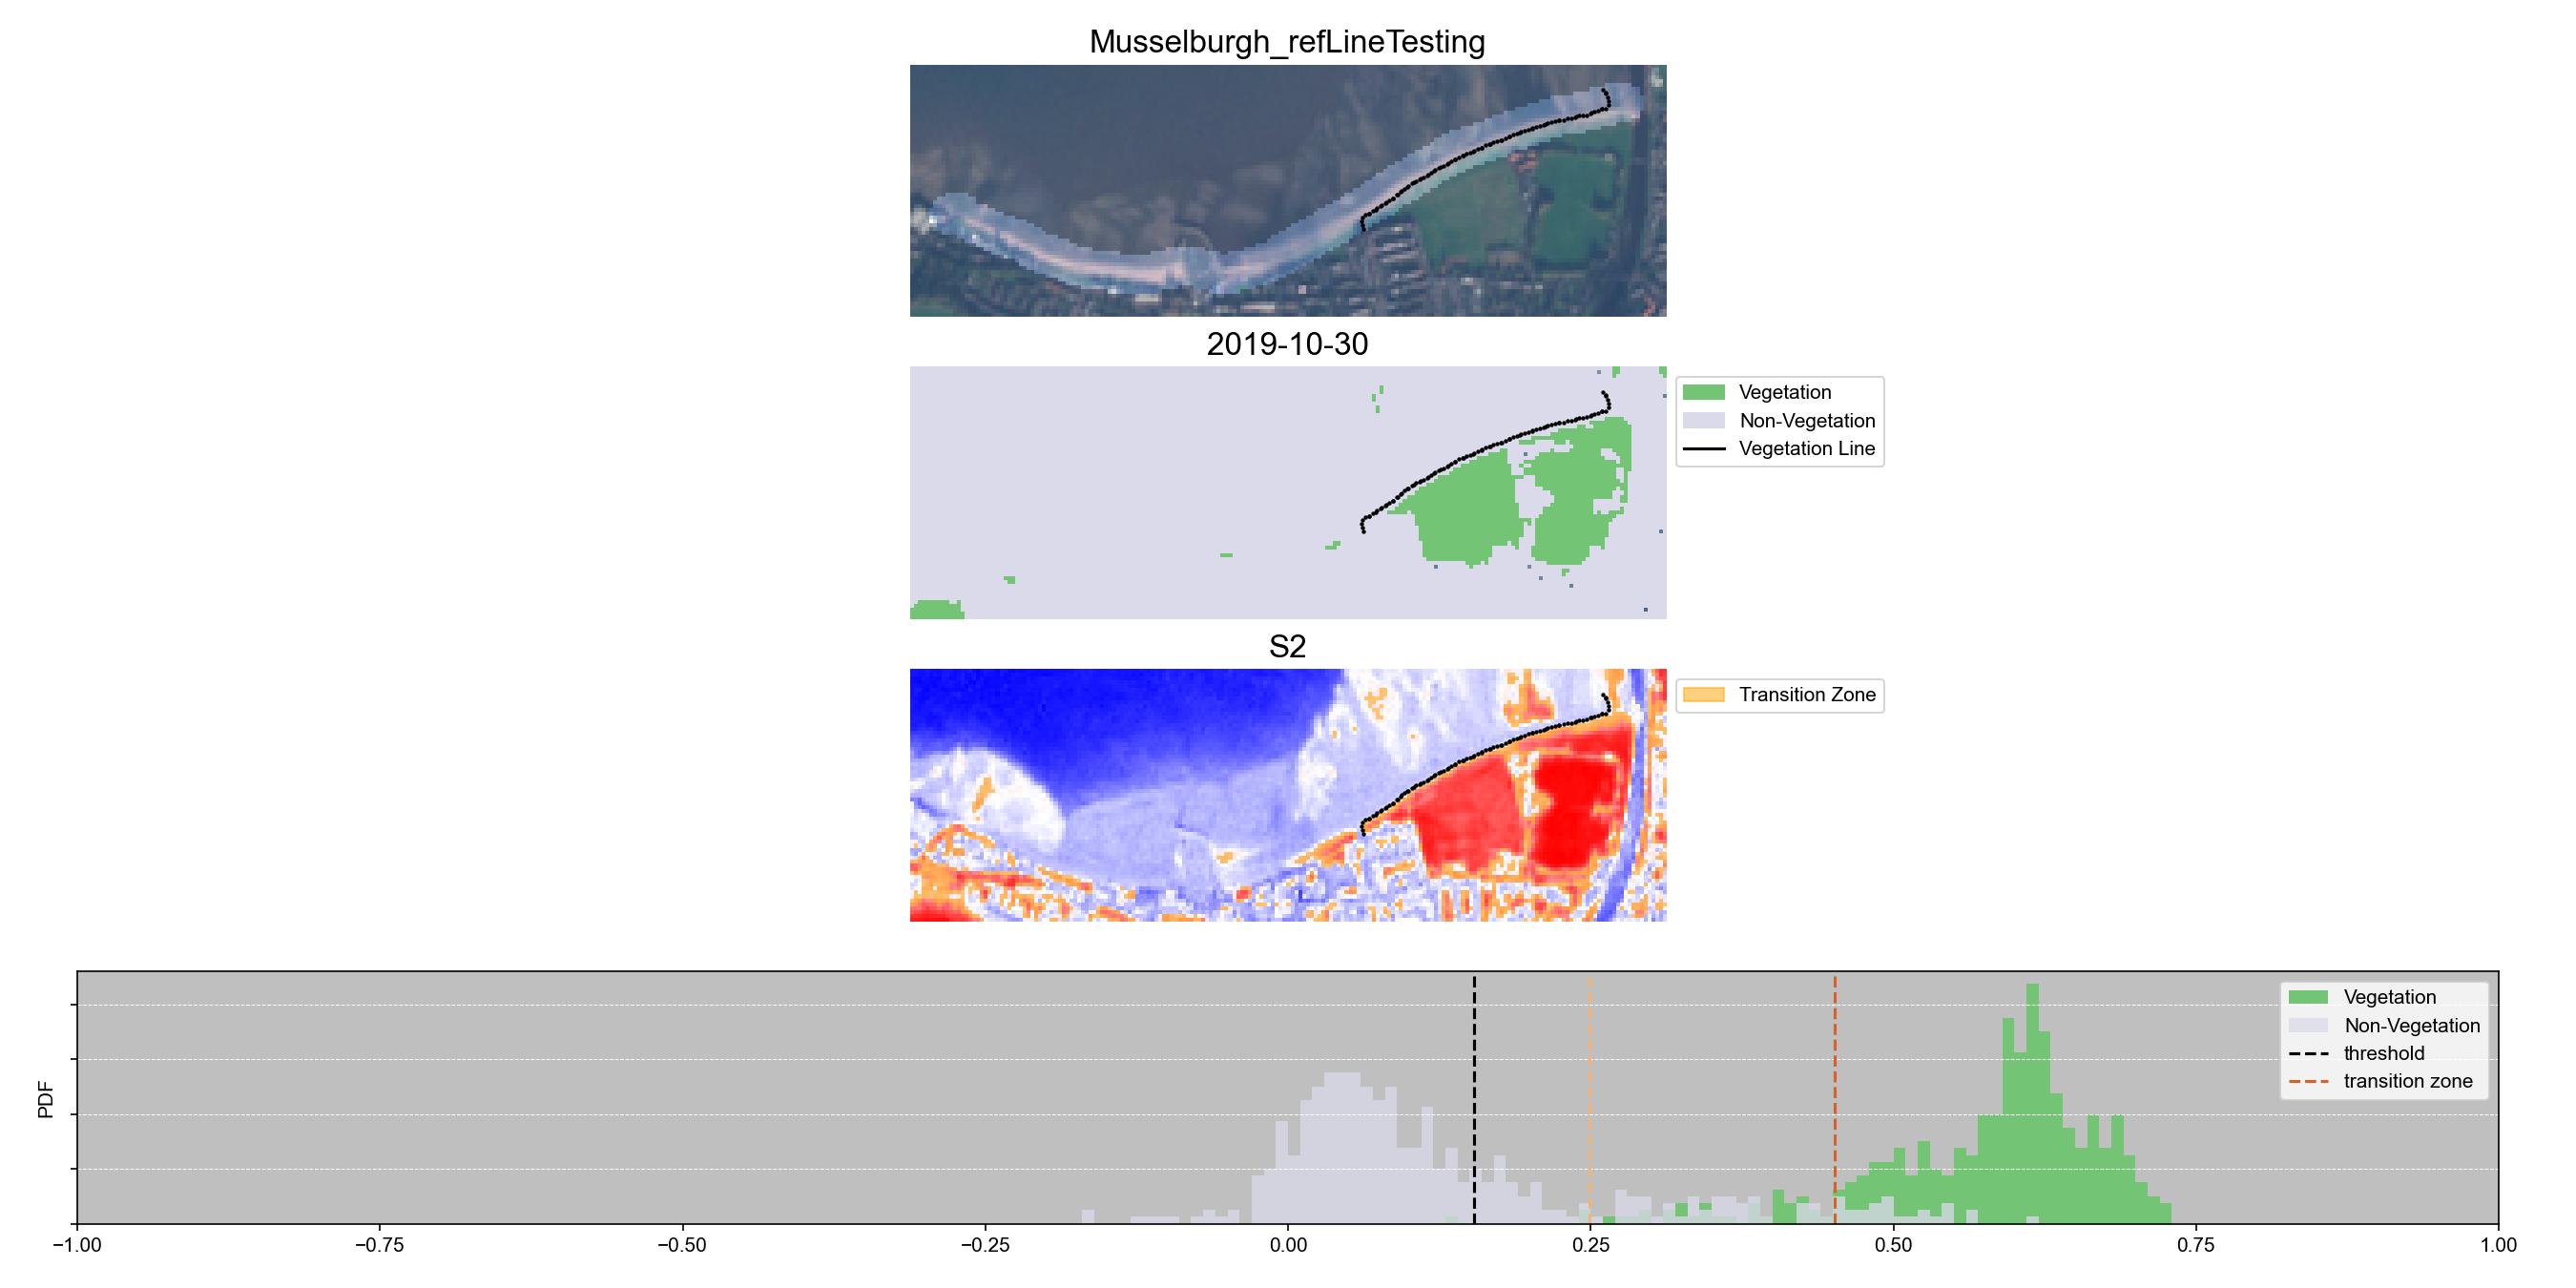 Musselburgh_refLineTesting
2019-10-30
Vegetation
Non-Vegetation
Vegetation Line
S2
Transition Zone
PDF
Vegetation
Non-Vegetation
threshold
transition zone
−1.00 −0.75 −0.50 −0.25 0.00 0.25 0.50 0.75 1.00